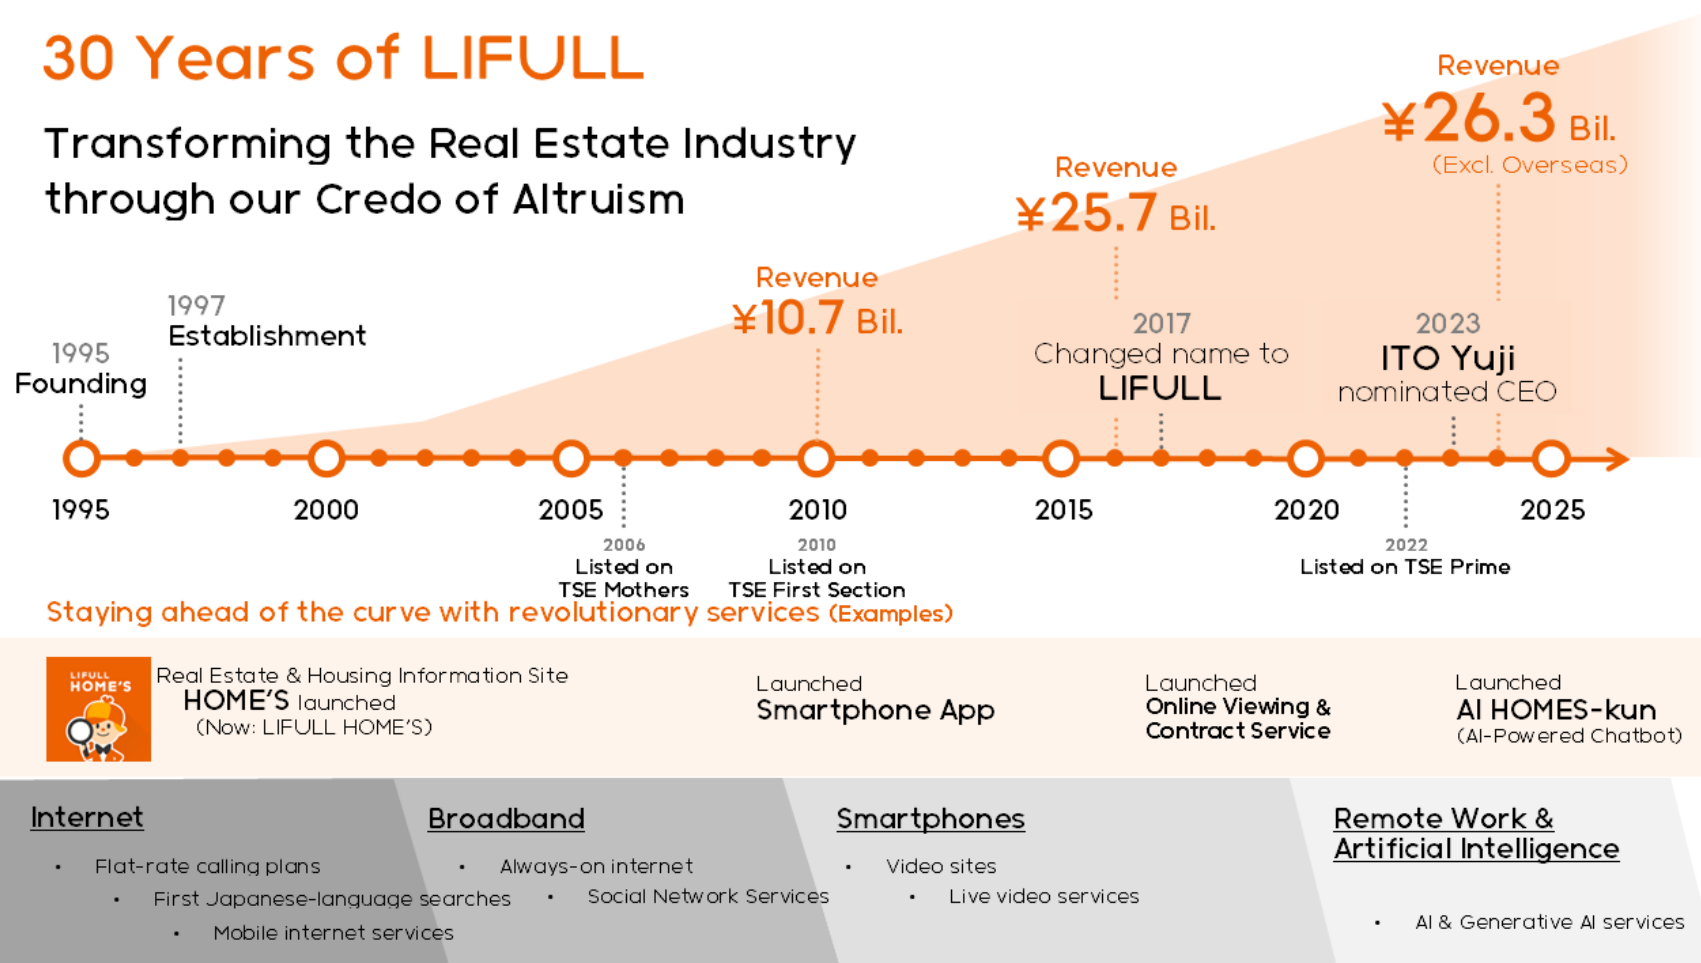 30 Years of LIFULL
Transforming the Real Estate Industry
through our Credo of Altruism
Revenue
¥26.3 Bil.
(Excl. Overseas)
Revenue
¥25.7 Bil.
Revenue
¥10.7 Bil.
1997
Establishment
1995
Founding
2017
Changed name to
LIFULL
2023
ITO Yuji
nominated CEO
1995
2000
2005
2010
2015
2020
2025
2006
Listed on
TSE Mothers
2010
Listed on
TSE First Section
2022
Listed on TSE Prime
Staying ahead of the curve with revolutionary services (Examples)
LIFULL
HOME'S
Real Estate & Housing Information Site
HOME'S launched
(Now: LIFULL HOME'S)
Launched
Smartphone App
Launched
Online Viewing &
Contract Service
Launched
AI HOMES-kun
(AI-Powered Chatbot)
Internet
• Flat-rate calling plans
• First Japanese-language searches
• Mobile internet services
Broadband
• Always-on internet
• Social Network Services
Smartphones
• Video sites
• Live video services
Remote Work &
Artificial Intelligence
• AI & Generative AI services